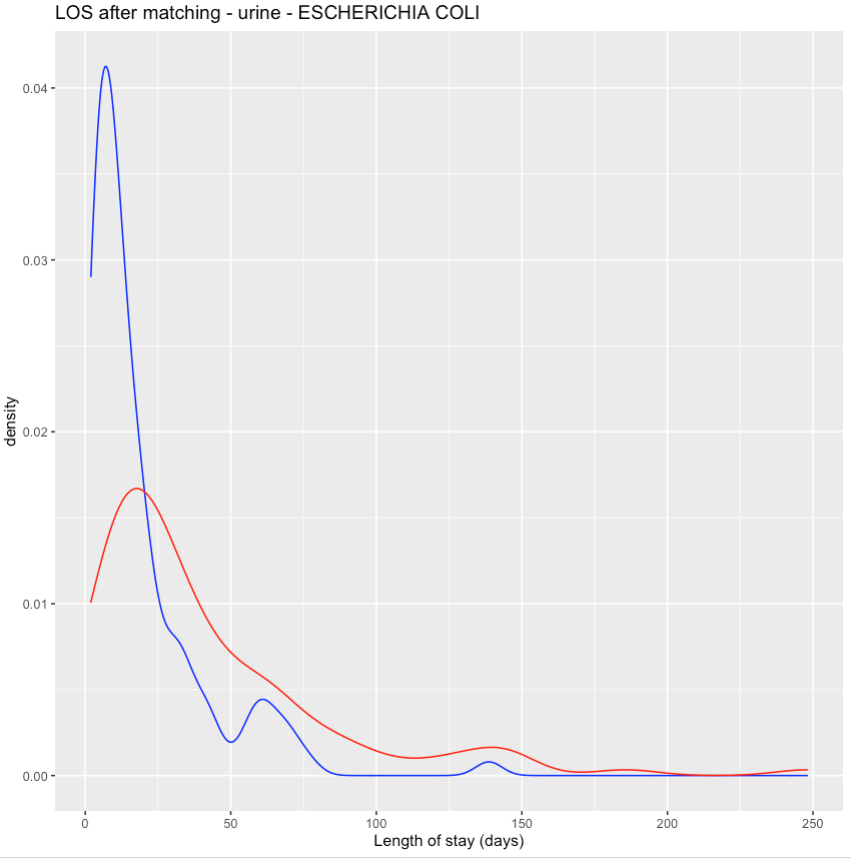 LOS after matching - urine - ESCHERICHIA COLI
0.04
0.03
0.02
0.01
0.00
density
0 50 100 150 200 250
Length of stay (days)